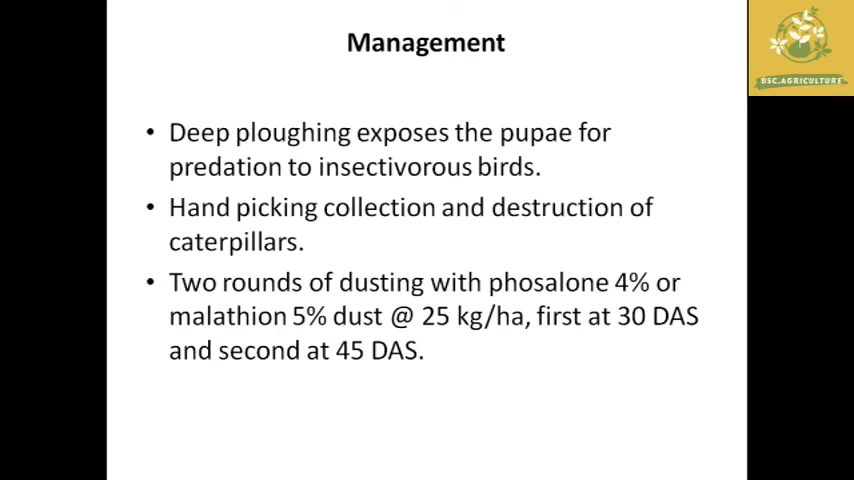 Management
BSC.AGRICULTURE
• Deep ploughing exposes the pupae for
predation to insectivorous birds.
• Hand picking collection and destruction of
caterpillars.
• Two rounds of dusting with phosalone 4% or
malathion 5% dust @ 25 kg/ha, first at 30 DAS
and second at 45 DAS.